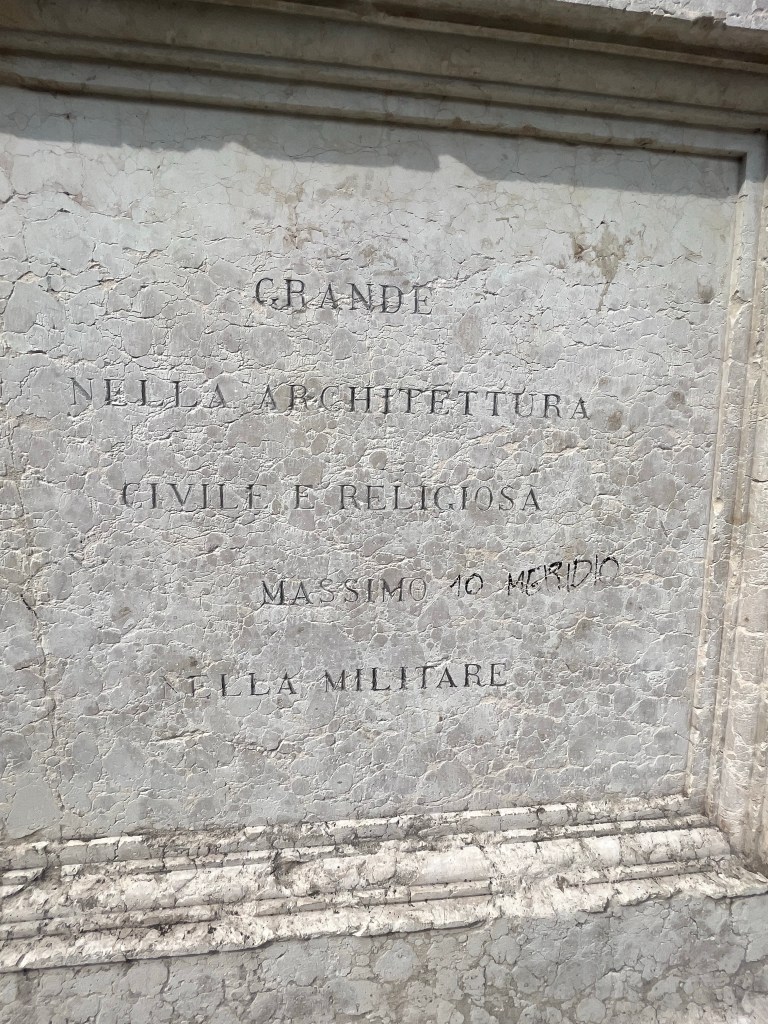 GRANDE
NELLA ARCHITETTURA
CIVILE E RELIGIOSA
MASSIMO 10 MERIDIO
NELLA MILITARE